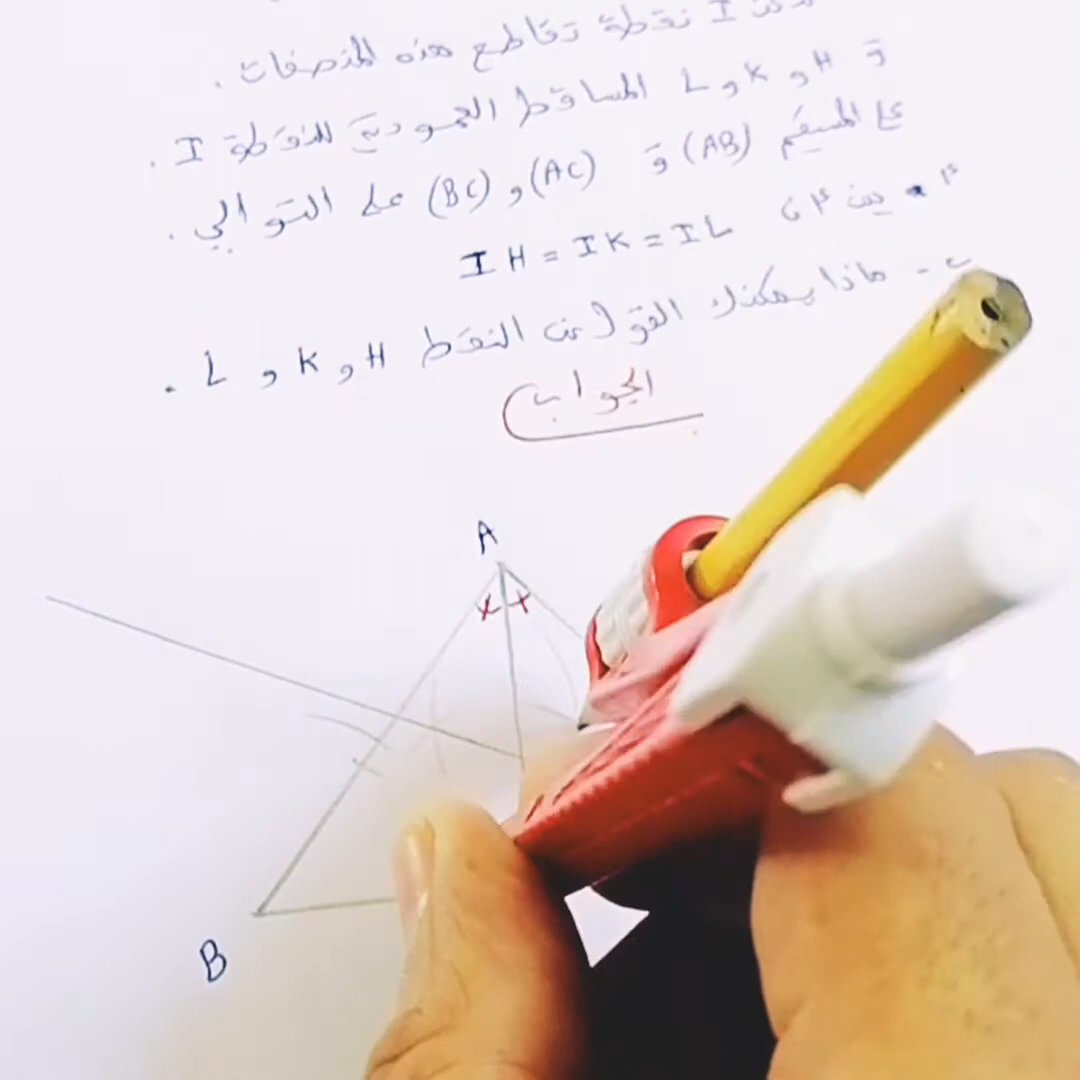 I نقطة تقاطع هذه المنصفات .
و H و K و L المساقط العمودية للنقطة I .
على المستقيم (AB) و (AC) و (BC) على التوالي .
بين أن IH = IK = IL
ب - ماذا يمكنك القول عن النقط H و K و L .
الجواب
A
B